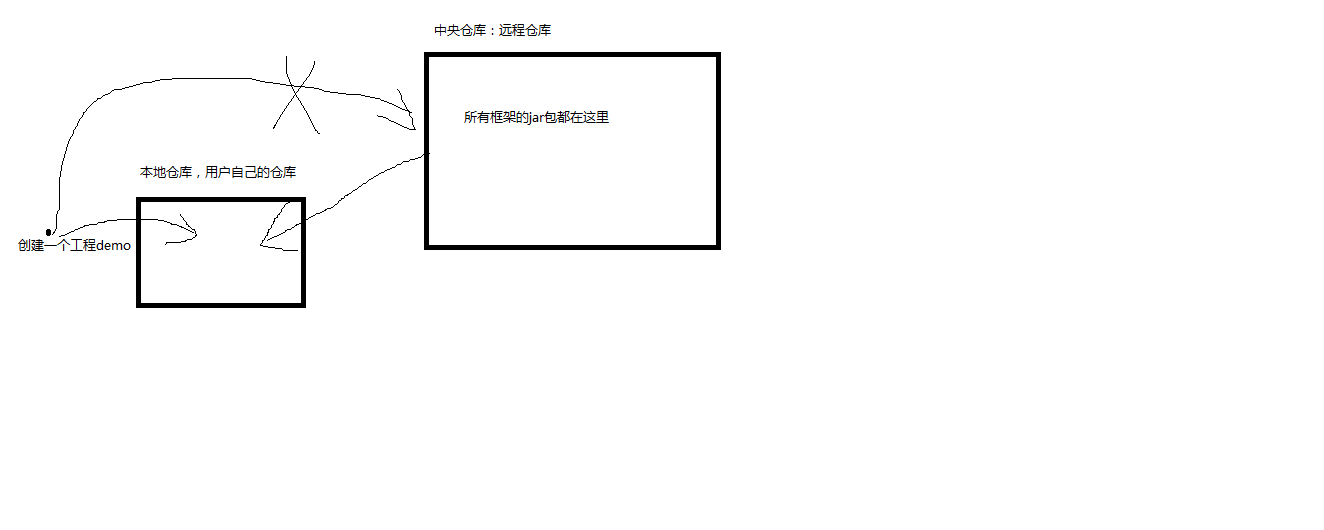 中央仓库：远程仓库
所有框架的jar包都在这里
本地仓库，用户自己的仓库
创建一个工程demo